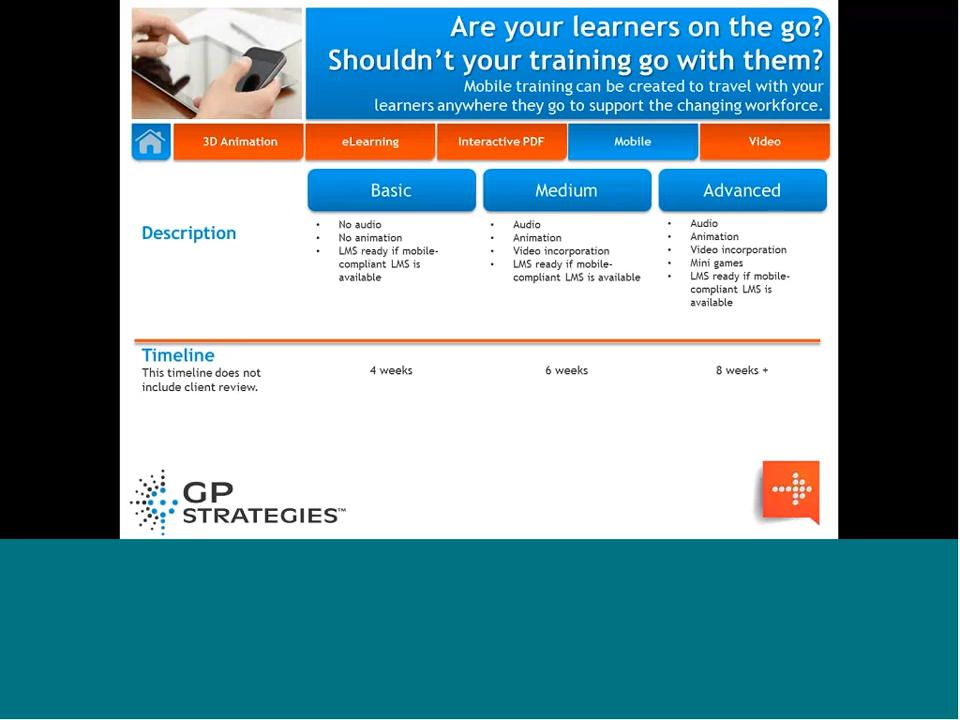 Are your learners on the go?
Shouldn't your training go with them?
Mobile training can be created to travel with your
learners anywhere they go to support the changing workforce.
3D Animation
eLearning
Interactive PDF
Mobile
Video
Basic
Medium
Advanced
Description
• No audio
• No animation
• LMS ready if mobile-
compliant LMS is
available
• Audio
• Animation
• Video incorporation
• LMS ready if mobile-
compliant LMS is available
• Audio
• Animation
• Video incorporation
• Mini games
• LMS ready if mobile-
compliant LMS is
available
Timeline
This timeline does not
include client review.
4 weeks
6 weeks
8 weeks +
GP
STRATEGIES™